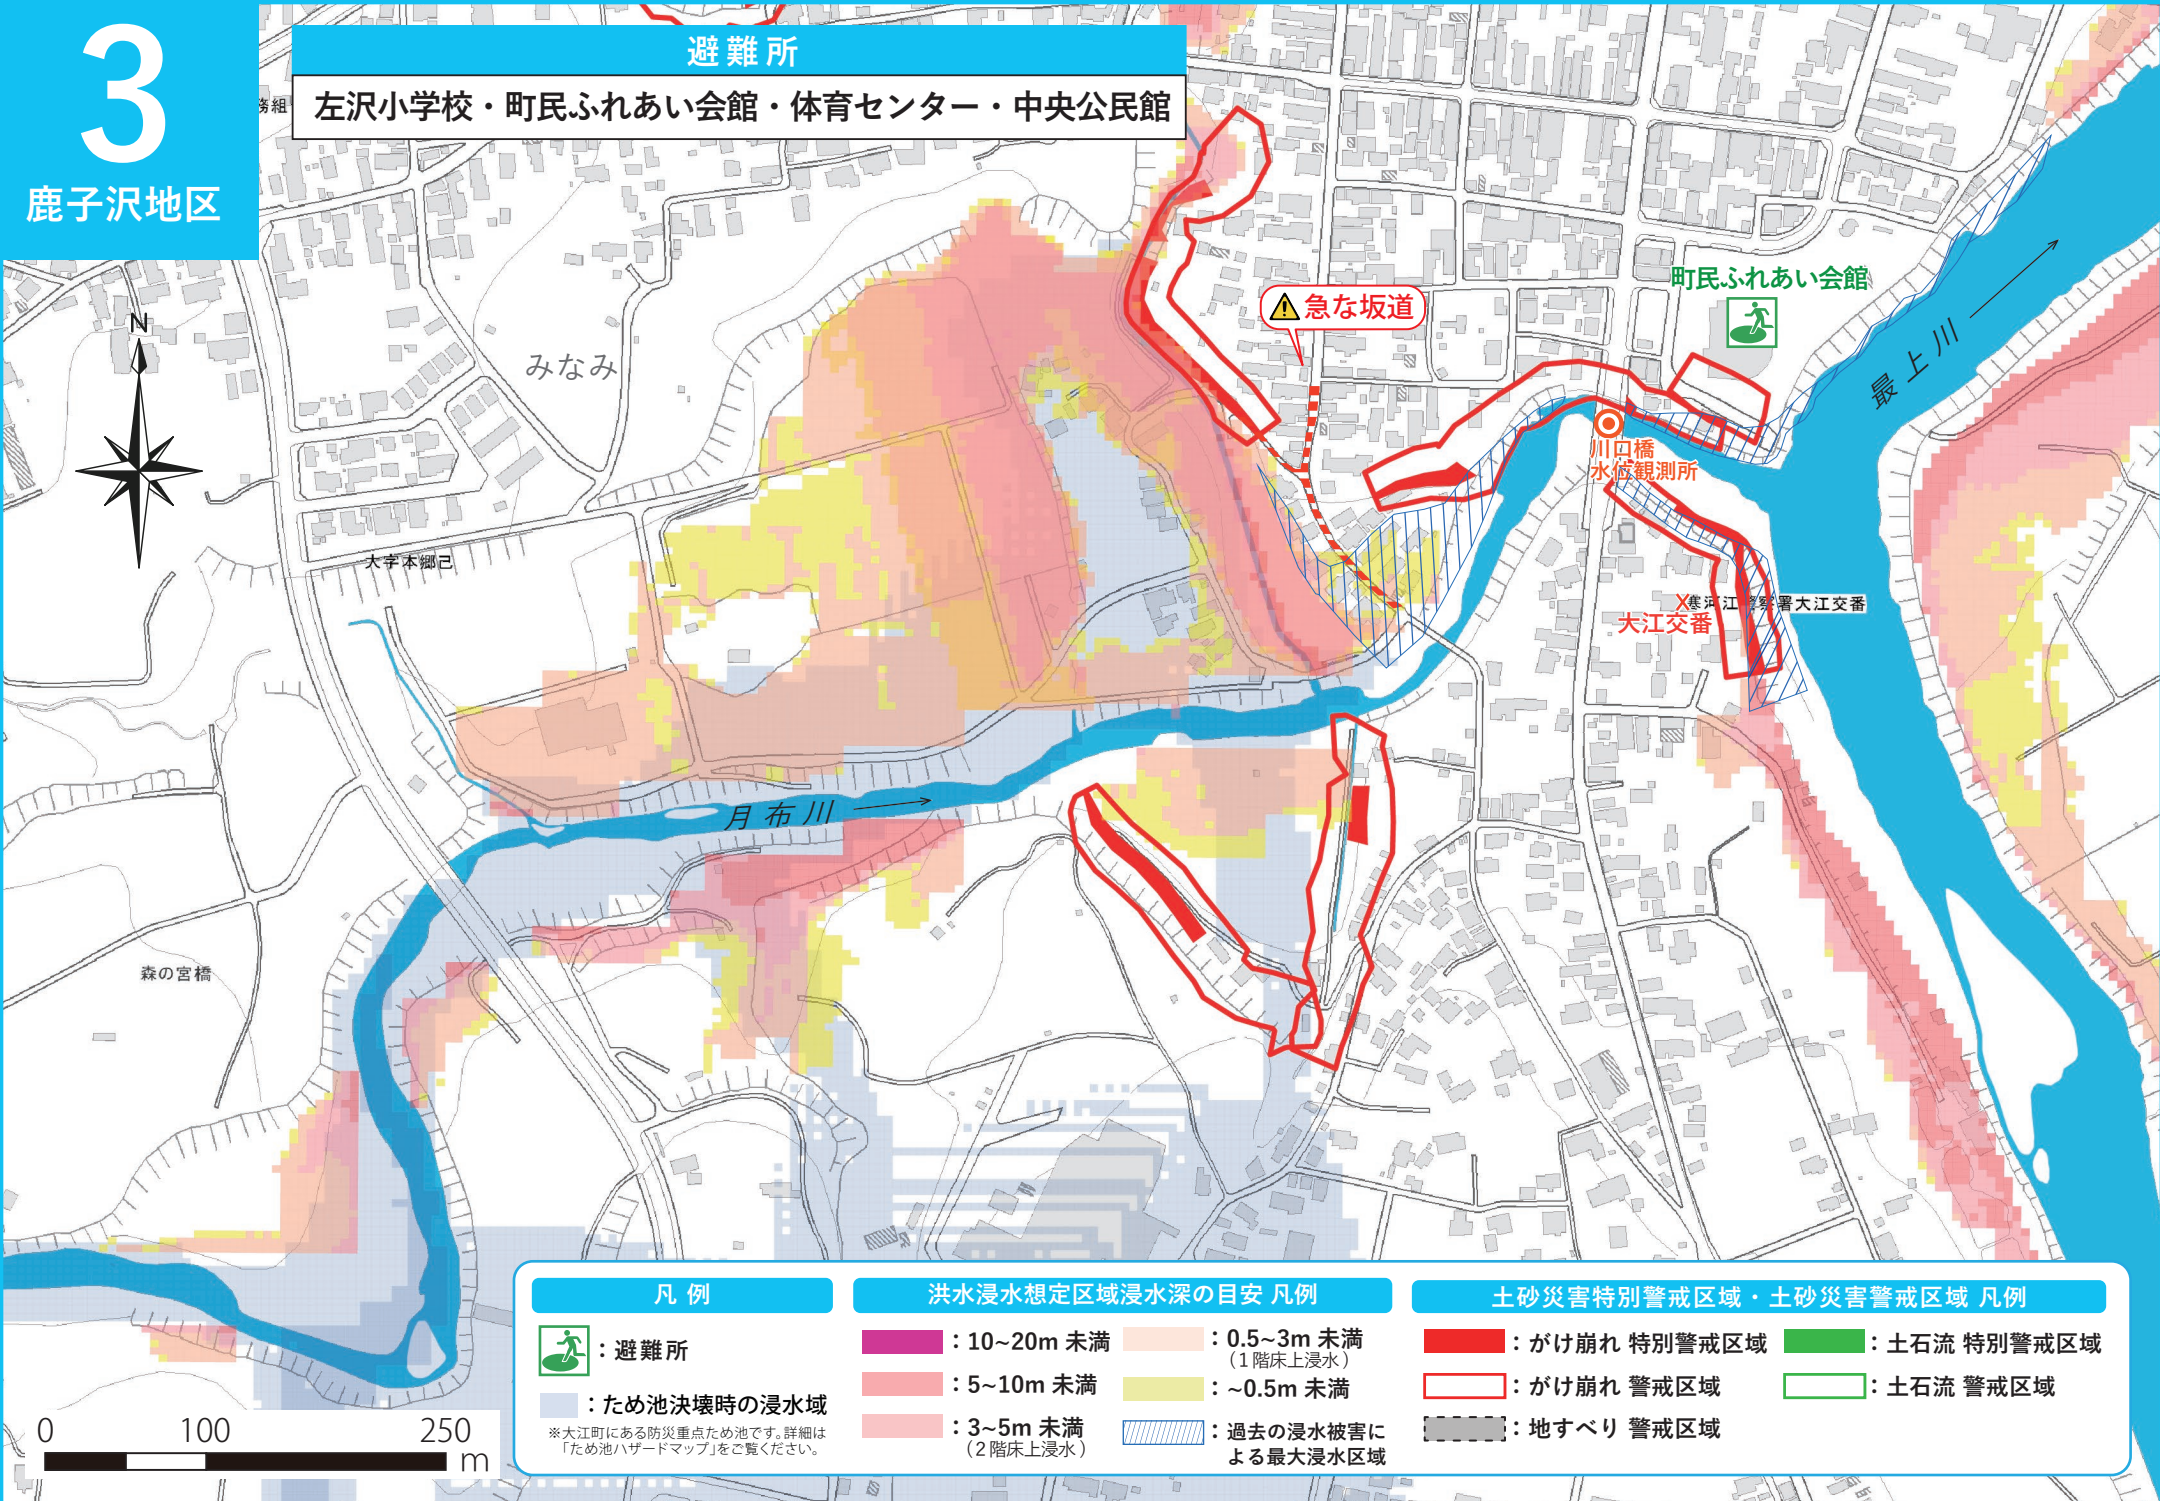 3
鹿子沢地区
避難所
左沢小学校・町民ふれあい会館・体育センター・中央公民館
務組
N
みなみ
急な坂道
町民ふれあい会館
最上川
川口橋
水位観測所
大字本郷己
寒河江警察署大江交番
X
大江交番
月布川
森の宮橋
0 100 250
m
凡 例
：避難所
：ため池決壊時の浸水域
※大江町にある防災重点ため池です。詳細は
「ため池ハザードマップ」をご覧ください。
洪水浸水想定区域浸水深の目安 凡例
：10~20m 未満
：5~10m 未満
：3~5m 未満
（２階床上浸水）
：0.5~3m 未満
（１階床上浸水）
：~0.5m 未満
：過去の浸水被害に
よる最大浸水区域
土砂災害特別警戒区域・土砂災害警戒区域 凡例
：がけ崩れ 特別警戒区域
：がけ崩れ 警戒区域
：地すべり 警戒区域
：土石流 特別警戒区域
：土石流 警戒区域